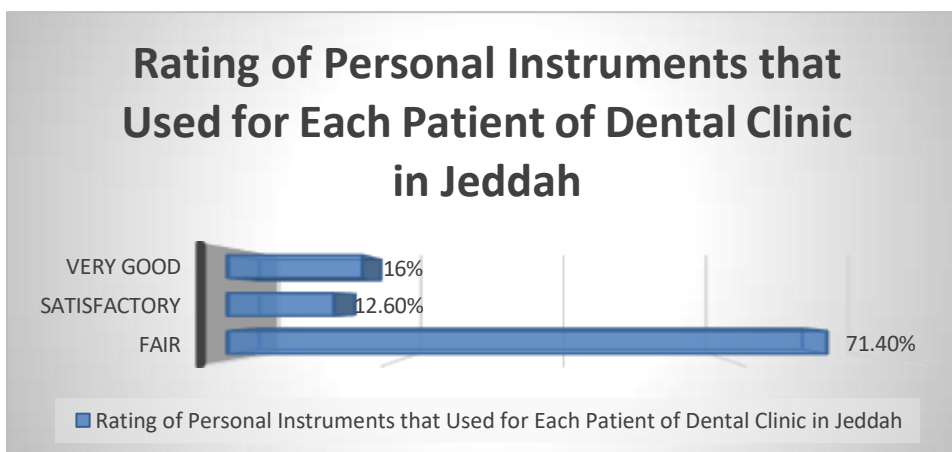 Rating of Personal Instruments that
Used for Each Patient of Dental Clinic
in Jeddah
VERY GOOD
16%
SATISFACTORY
12.60%
FAIR
71.40%
Rating of Personal Instruments that Used for Each Patient of Dental Clinic in Jeddah